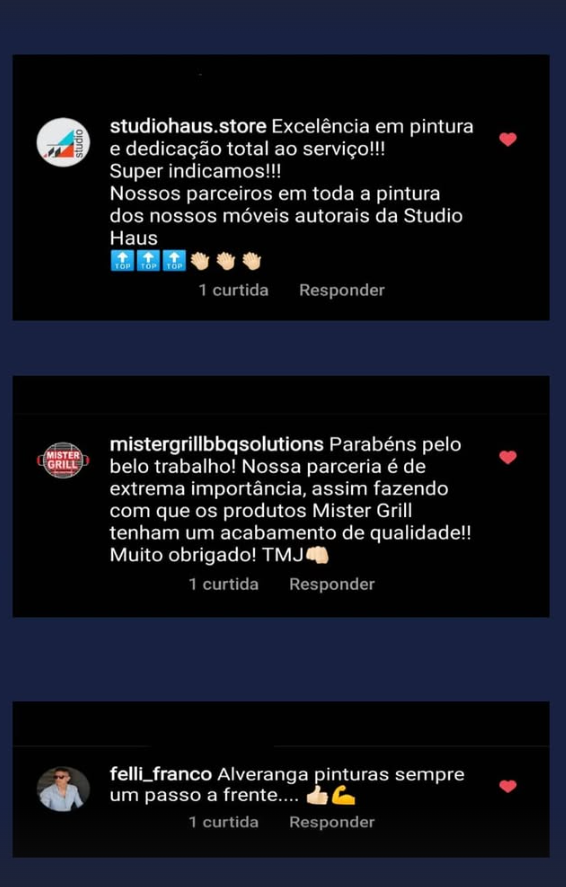 studio
studiohaus.store Excelência em pintura
e dedicação total ao serviço!!!
Super indicamos!!!
Nossos parceiros em toda a pintura
dos nossos móveis autorais da Studio
Haus
🔝🔝🔝👏🏻👏🏻👏🏻
1 curtida Responder
MISTER
GRILL
mistergrillbbqsolutions Parabéns pelo
belo trabalho! Nossa parceria é de
extrema importância, assim fazendo
com que os produtos Mister Grill
tenham um acabamento de qualidade!!
Muito obrigado! TMJ👊🏻
1 curtida Responder
felli_franco Alveranga pinturas sempre
um passo a frente.... 👍🏻💪
1 curtida Responder